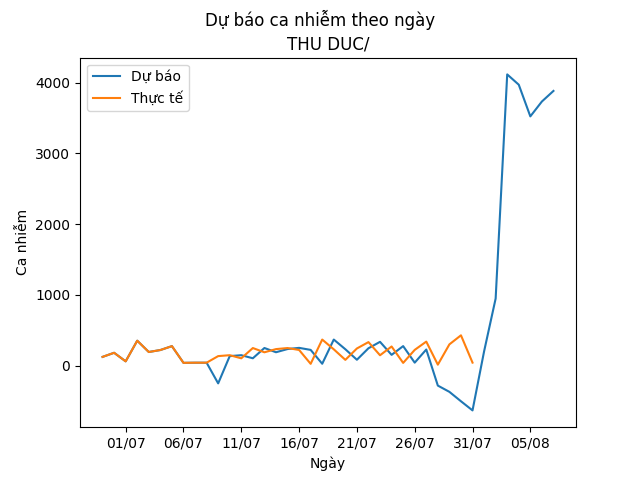 Dự báo ca nhiễm theo ngày
THU DUC/
Dự báo
Thực tế
Ca nhiễm
4000
3000
2000
1000
0
01/07 06/07 11/07 16/07 21/07 26/07 31/07 05/08
Ngày